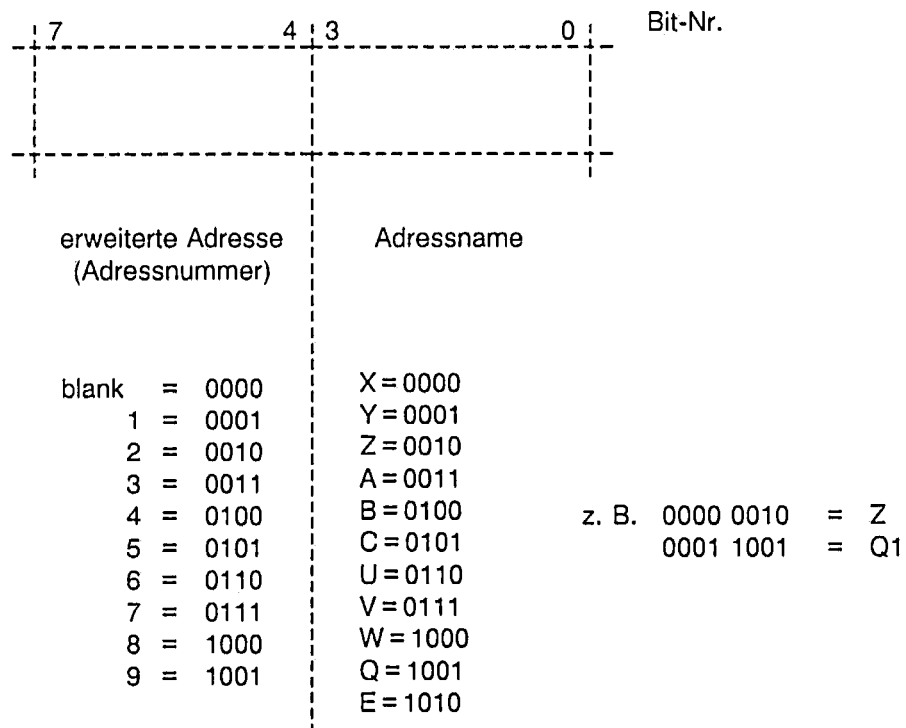 7 4 3 0 Bit-Nr.
erweiterte Adresse Adressname
(Adressnummer)
blank = 0000 X = 0000
1 = 0001 Y = 0001
2 = 0010 Z = 0010
3 = 0011 A = 0011
4 = 0100 B = 0100 z. B. 0000 0010 = Z
5 = 0101 C = 0101 0001 1001 = Q1
6 = 0110 U = 0110
7 = 0111 V = 0111
8 = 1000 W = 1000
9 = 1001 Q = 1001
E = 1010